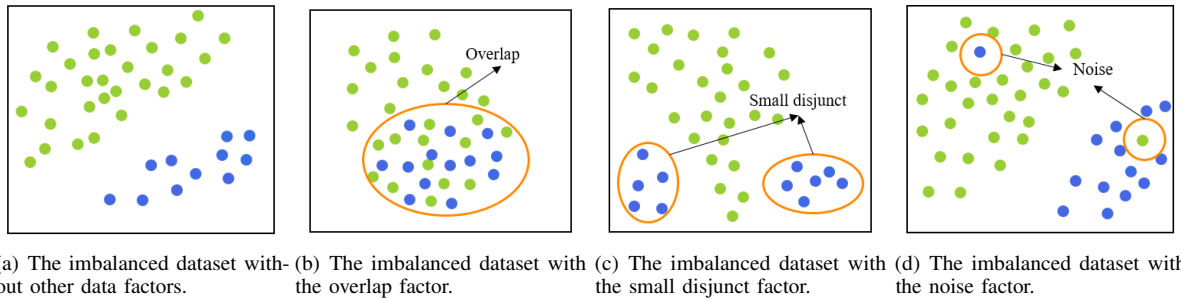 Overlap
Small disjunct
Noise
a) The imbalanced dataset with-
out other data factors.
(b) The imbalanced dataset with
the overlap factor.
(c) The imbalanced dataset with
the small disjunct factor.
(d) The imbalanced dataset with
the noise factor.